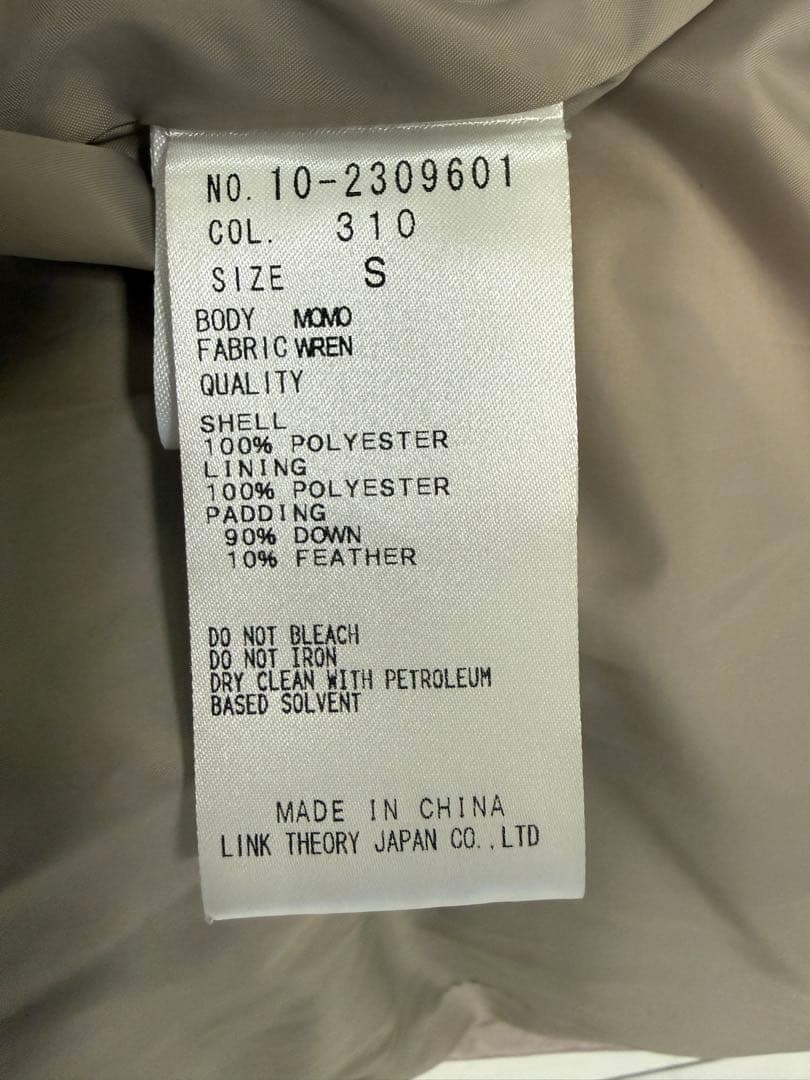 NO. 10-2309601
COL. 310
SIZE S
BODY MOMO
FABRIC WREN
QUALITY
SHELL
100% POLYESTER
LINING
100% POLYESTER
PADDING
90% DOWN
10% FEATHER
DO NOT BLEACH
DO NOT IRON
DRY CLEAN WITH PETROLEUM
BASED SOLVENT
MADE IN CHINA
LINK THEORY JAPAN CO.,LTD